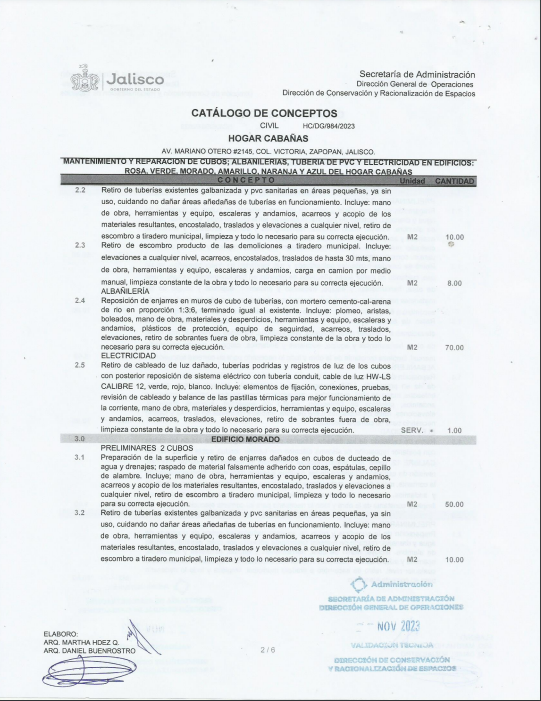 Jalisco
GOBIERNO DEL ESTADO
Secretaría de Administración
Dirección General de Operaciones
Dirección de Conservación y Racionalización de Espacios
CATÁLOGO DE CONCEPTOS
CIVIL HC/DG/984/2023
HOGAR CABAÑAS
AV. MARIANO OTERO #2145, COL. VICTORIA, ZAPOPAN, JALISCO.
MANTENIMIENTO Y REPARACIÓN DE CUBOS; ALBAÑILERIAS, TUBERIA DE PVC Y ELECTRICIDAD EN EDIFICIOS:
ROSA, VERDE, MORADO, AMARILLO, NARANJA Y AZUL DEL HOGAR CABAÑAS
CONCEPTO Unidad CANTIDAD
2.2 Retiro de tuberías existentes galvanizada y pvc sanitarias en áreas pequeñas, ya sin
uso, cuidando no dañar áreas añedañas de tuberías en funcionamiento. Incluye: mano
de obra, herramientas y equipo, escaleras y andamios, acarreos y acopio de los
materiales resultantes, encostalado, traslados y elevaciones a cualquier nivel, retiro de
escombro a tiradero municipal, limpieza y todo lo necesario para su correcta ejecución. M2 10.00
2.3 Retiro de escombro producto de las demoliciones a tiradero municipal. Incluye:
elevaciones a cualquier nivel, acarreos, encostalados, traslados de hasta 30 mts, mano
de obra, herramientas y equipo, escaleras y andamios, carga en camion por medio
manual, limpieza constante de la obra y todo lo necesario para su correcta ejecución. M2 8.00
ALBAÑILERÍA
2.4 Reposición de enjarres en muros de cubo de tuberías, con mortero cemento-cal-arena
de rio en proporción 1:3:6, terminado igual al existente. Incluye: plomeo, aristas,
boleados, mano de obra, materiales y desperdicios, herramientas y equipo, escaleras y
andamios, plásticos de protección, equipo de seguirdad, acarreos, traslados,
elevaciones, retiro de sobrantes fuera de obra, limpieza constante de la obra y todo lo
necesario para su correcta ejecución. M2 70.00
ELECTRICIDAD
2.5 Retiro de cableado de luz dañado, tuberías podridas y registros de luz de los cubos
con posterior reposición de sistema eléctrico con tubería conduit, cable de luz HW-LS
CALIBRE 12, verde, rojo, blanco. Incluye: elementos de fijación, conexiones, pruebas,
revisión de cableado y balance de las pastillas térmicas para mejor funcionamiento de
la corriente, mano de obra, materiales y desperdicios, herramientas y equipo, escaleras
y andamios, acarreos, traslados, elevaciones, retiro de sobrantes fuera de obra,
limpieza constante de la obra y todo lo necesario para su correcta ejecución. SERV. 1.00
3.0 EDIFICIO MORADO
PRELIMINARES 2 CUBOS
3.1 Preparación de la superficie y retiro de enjarres dañados en cubos de ducteado de
agua y drenajes; raspado de material falsamente adherido con coas, espátulas, cepillo
de alambre. Incluye; mano de obra, herramientas y equipo, escaleras y andamios,
acarreos y acopio de los materiales resultantes, encostalado, traslados y elevaciones a
cualquier nivel, retiro de escombro a tiradero municipal, limpieza y todo lo necesario
para su correcta ejecución. M2 50.00
3.2 Retiro de tuberías existentes galvanizada y pvc sanitarias en áreas pequeñas, ya sin
uso, cuidando no dañar áreas añedañas de tuberías en funcionamiento. Incluye: mano
de obra, herramientas y equipo, escaleras y andamios, acarreos y acopio de los
materiales resultantes, encostalado, traslados y elevaciones a cualquier nivel, retiro de
escombro a tiradero municipal, limpieza y todo lo necesario para su correcta ejecución. M2 10.00
Administración
SECRETARÍA DE ADMINISTRACIÓN
DIRECCIÓN GENERAL DE OPERACIONES
NOV 2023
VALIDACIÓN TÉCNICA
DIRECCIÓN DE CONSERVACIÓN
Y RACIONALIZACIÓN DE ESPACIOS
ELABORO:
ARQ. MARTHA HDEZ Q.
ARQ. DANIEL BUENROSTRO
2 / 6